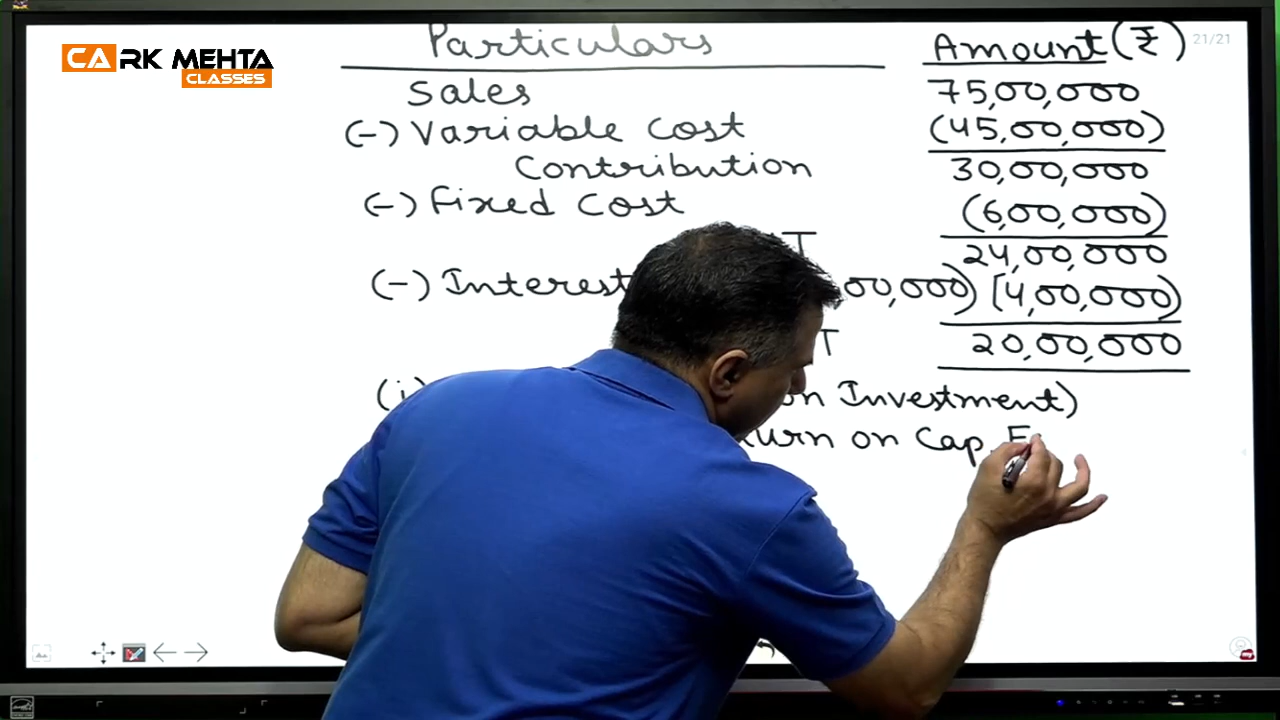 CA RK MEHTA
CLASSES
21/21
Particulars Amount (₹)
Sales 75,00,000
(-) Variable Cost (45,00,000)
Contribution 30,00,000
(-) Fixed Cost (6,00,000)
T 24,00,000
(-) Interest 00,000) (4,00,000)
T 20,00,000
(i) on Investment)
on Cap. E